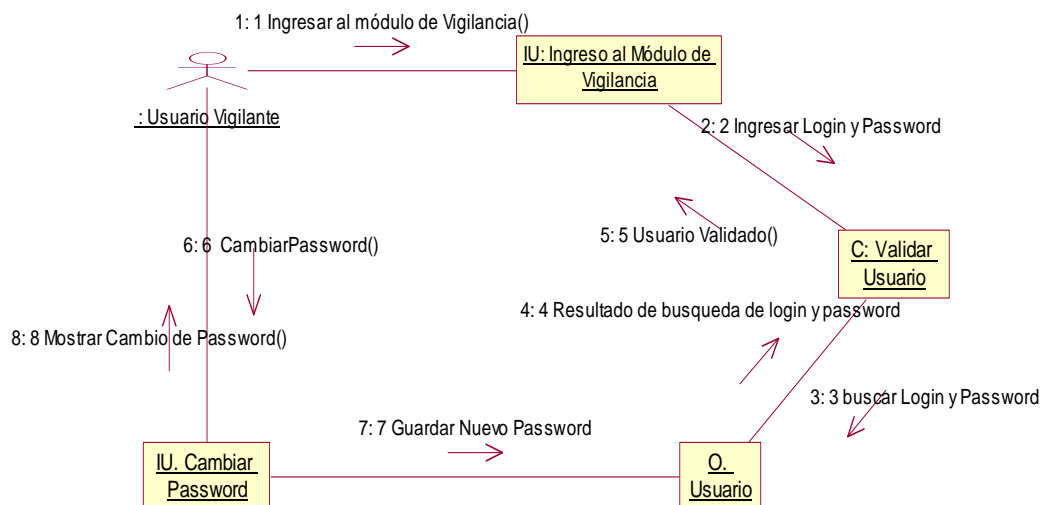 1: 1 Ingresar al módulo de Vigilancia()
IU: Ingreso al Módulo de
Vigilancia
: Usuario Vigilante
2: 2 Ingresar Login y Password
5: 5 Usuario Validado()
6: 6 CambiarPassword()
C: Validar
Usuario
4: 4 Resultado de busqueda de login y password
8: 8 Mostrar Cambio de Password()
3: 3 buscar Login y Password
7: 7 Guardar Nuevo Password
IU. Cambiar
Password
O.
Usuario